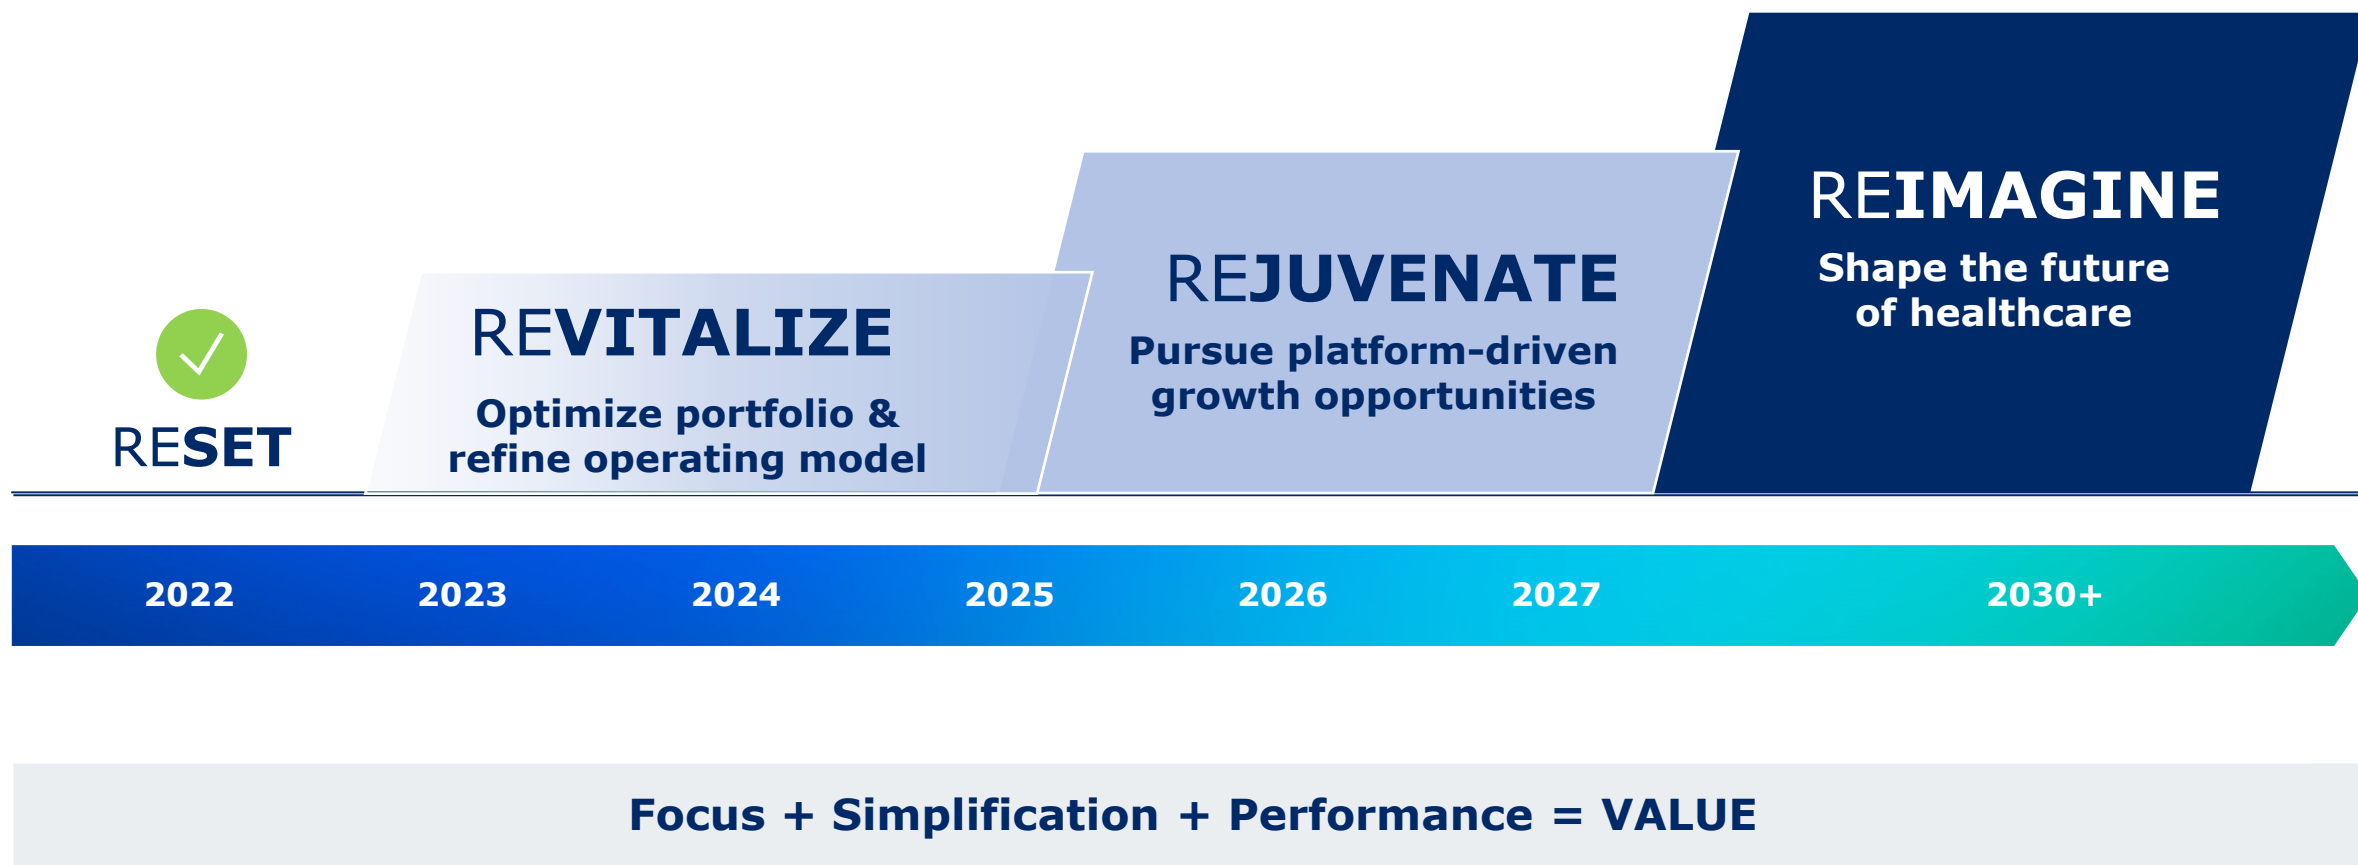 RESET
REVITALIZE
Optimize portfolio &
refine operating model
REJUVENATE
Pursue platform–driven
growth opportunities
REIMAGINE
Shape the future
of healthcare
2022 2023 2024 2025 2026 2027 2030+
Focus + Simplification + Performance = VALUE